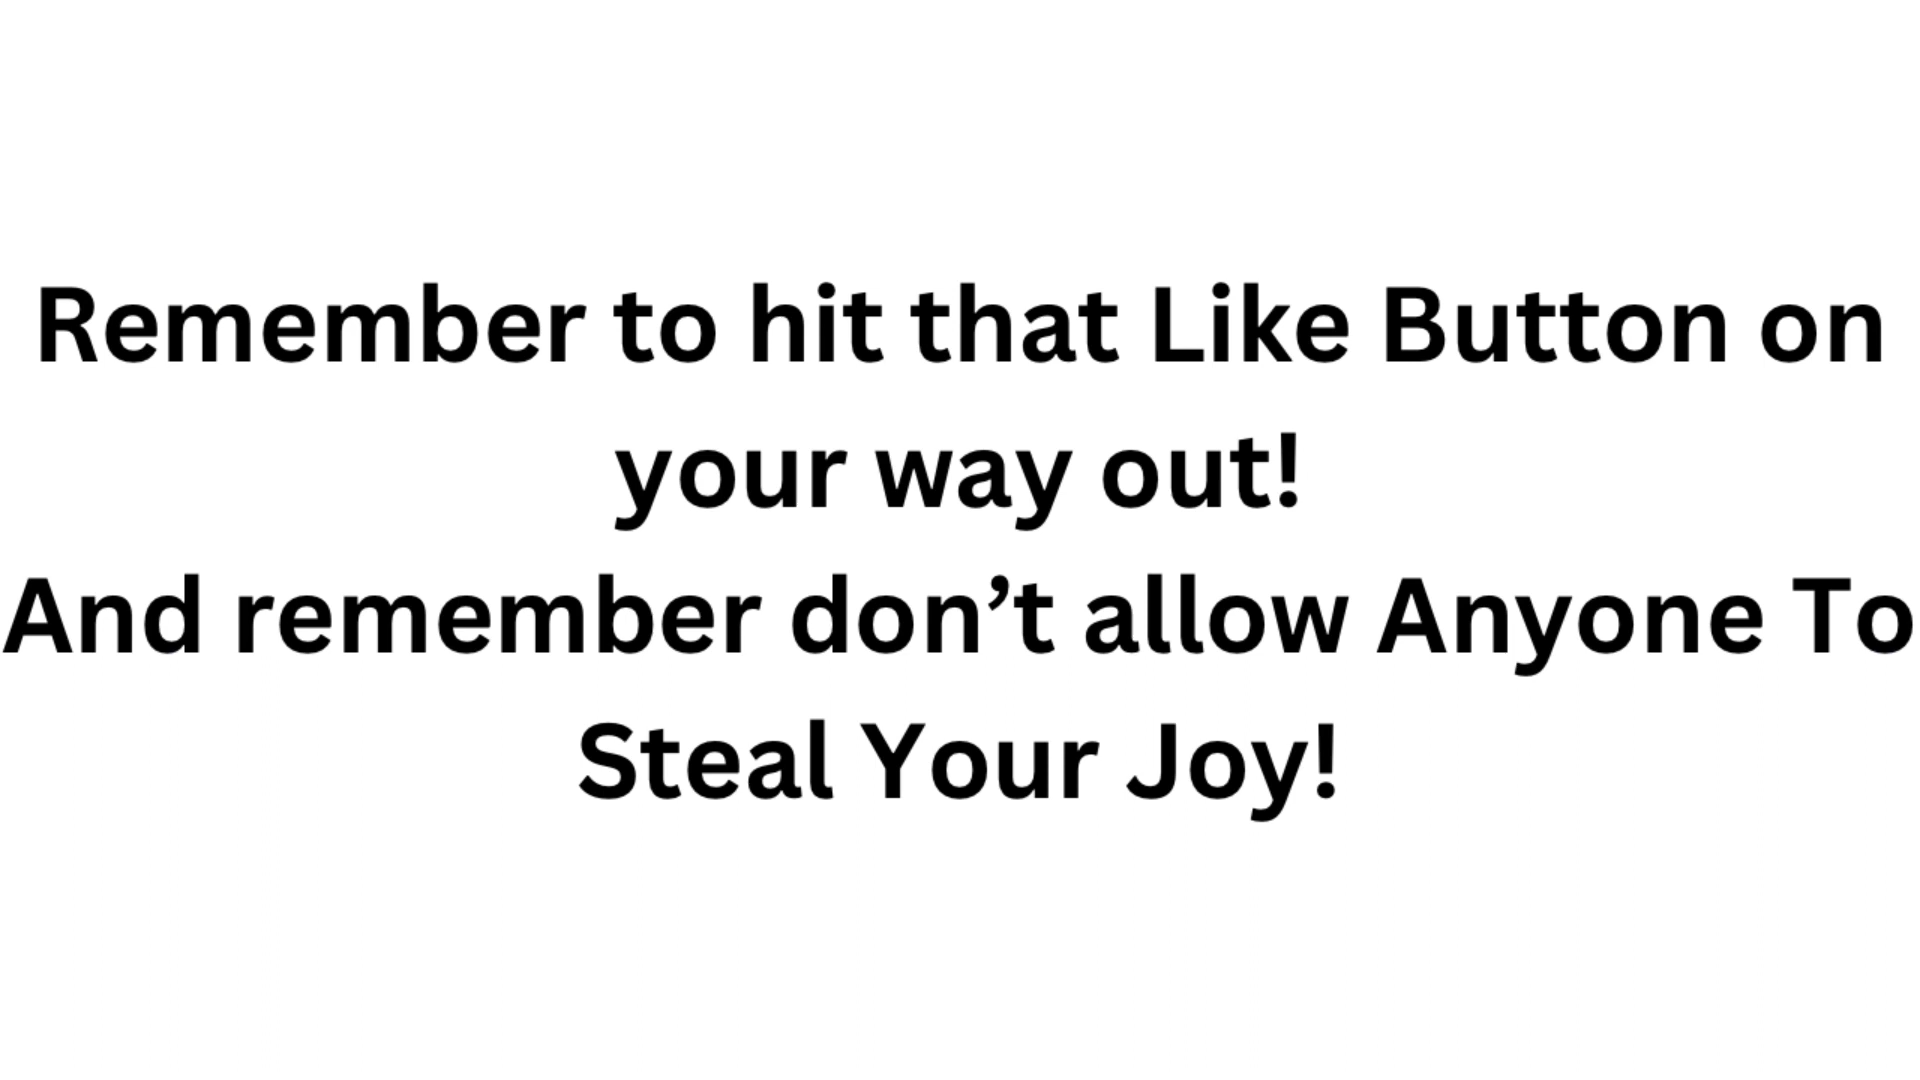 Remember to hit that Like Button on
your way out!
And remember don’t allow Anyone To
Steal Your Joy!